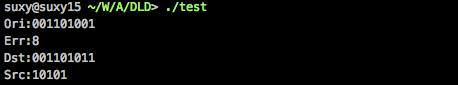 suxy@suxy15 ~/W/A/DLD> ./test
Ori:001101001
Err:8
Dst:001101011
Src:10101